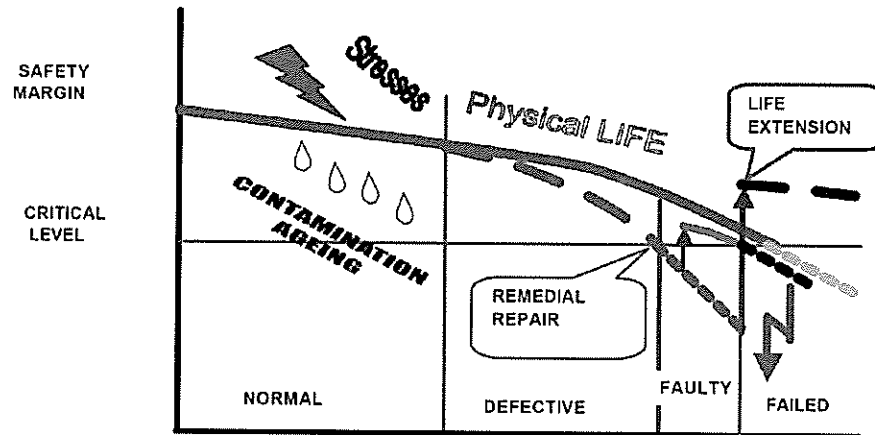 Stresses
SAFETY
MARGIN
Physical LIFE
LIFE
EXTENSION
CONTAMINATION
AGEING
CRITICAL
LEVEL
REMEDIAL
REPAIR
NORMAL
DEFECTIVE
FAULTY
FAILED